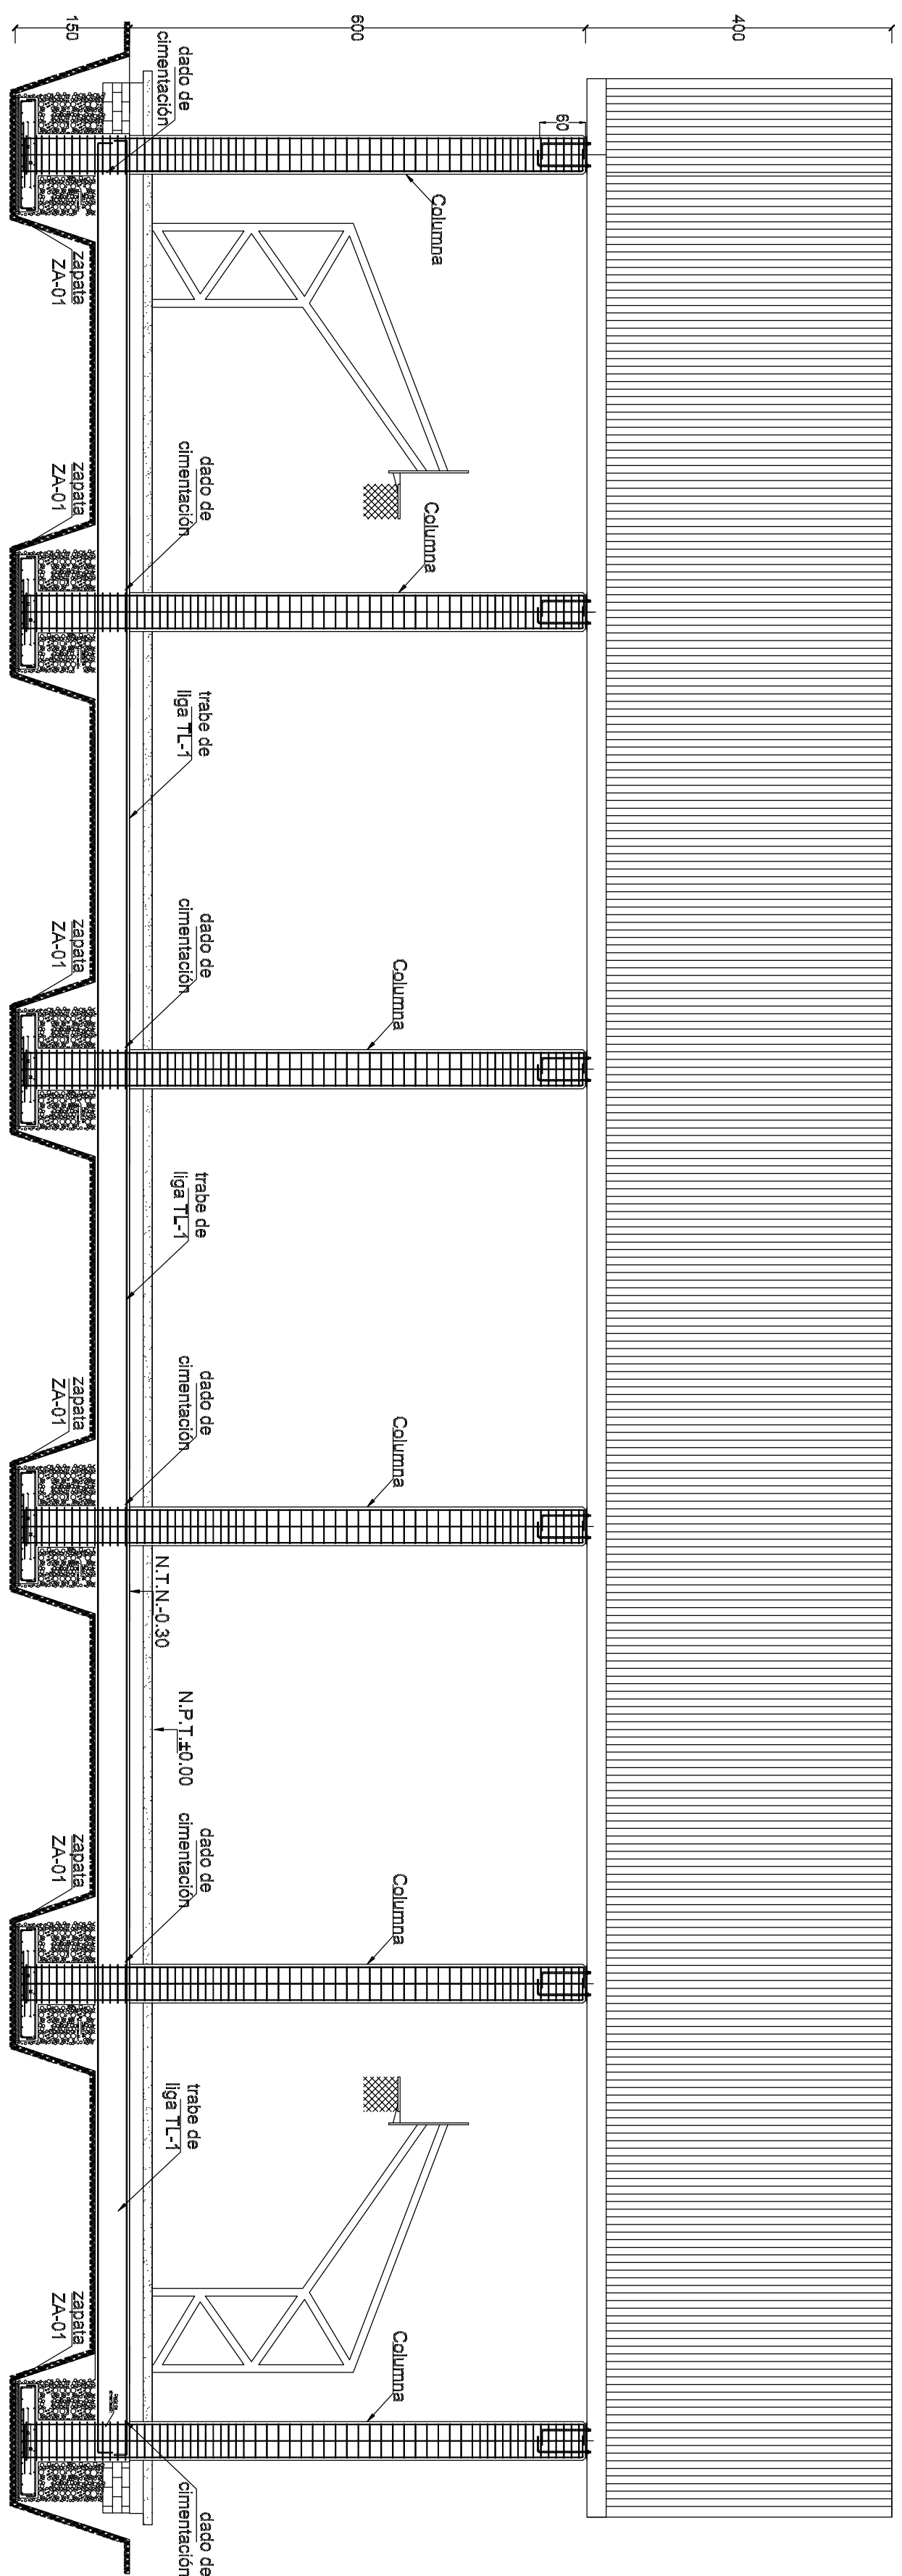 400
600
150
60
dado de
cimentación
Columna
zapata
ZA-01
dado de
cimentación
Columna
zapata
ZA-01
trabe de
liga TL-1
dado de
cimentación
Columna
zapata
ZA-01
trabe de
liga TL-1
dado de
cimentación
Columna
zapata
ZA-01
N.T.N.-0.30
N.P.T.±0.00
dado de
cimentación
Columna
zapata
ZA-01
trabe de
liga TL-1
Columna
zapata
ZA-01
dado de
cimentación